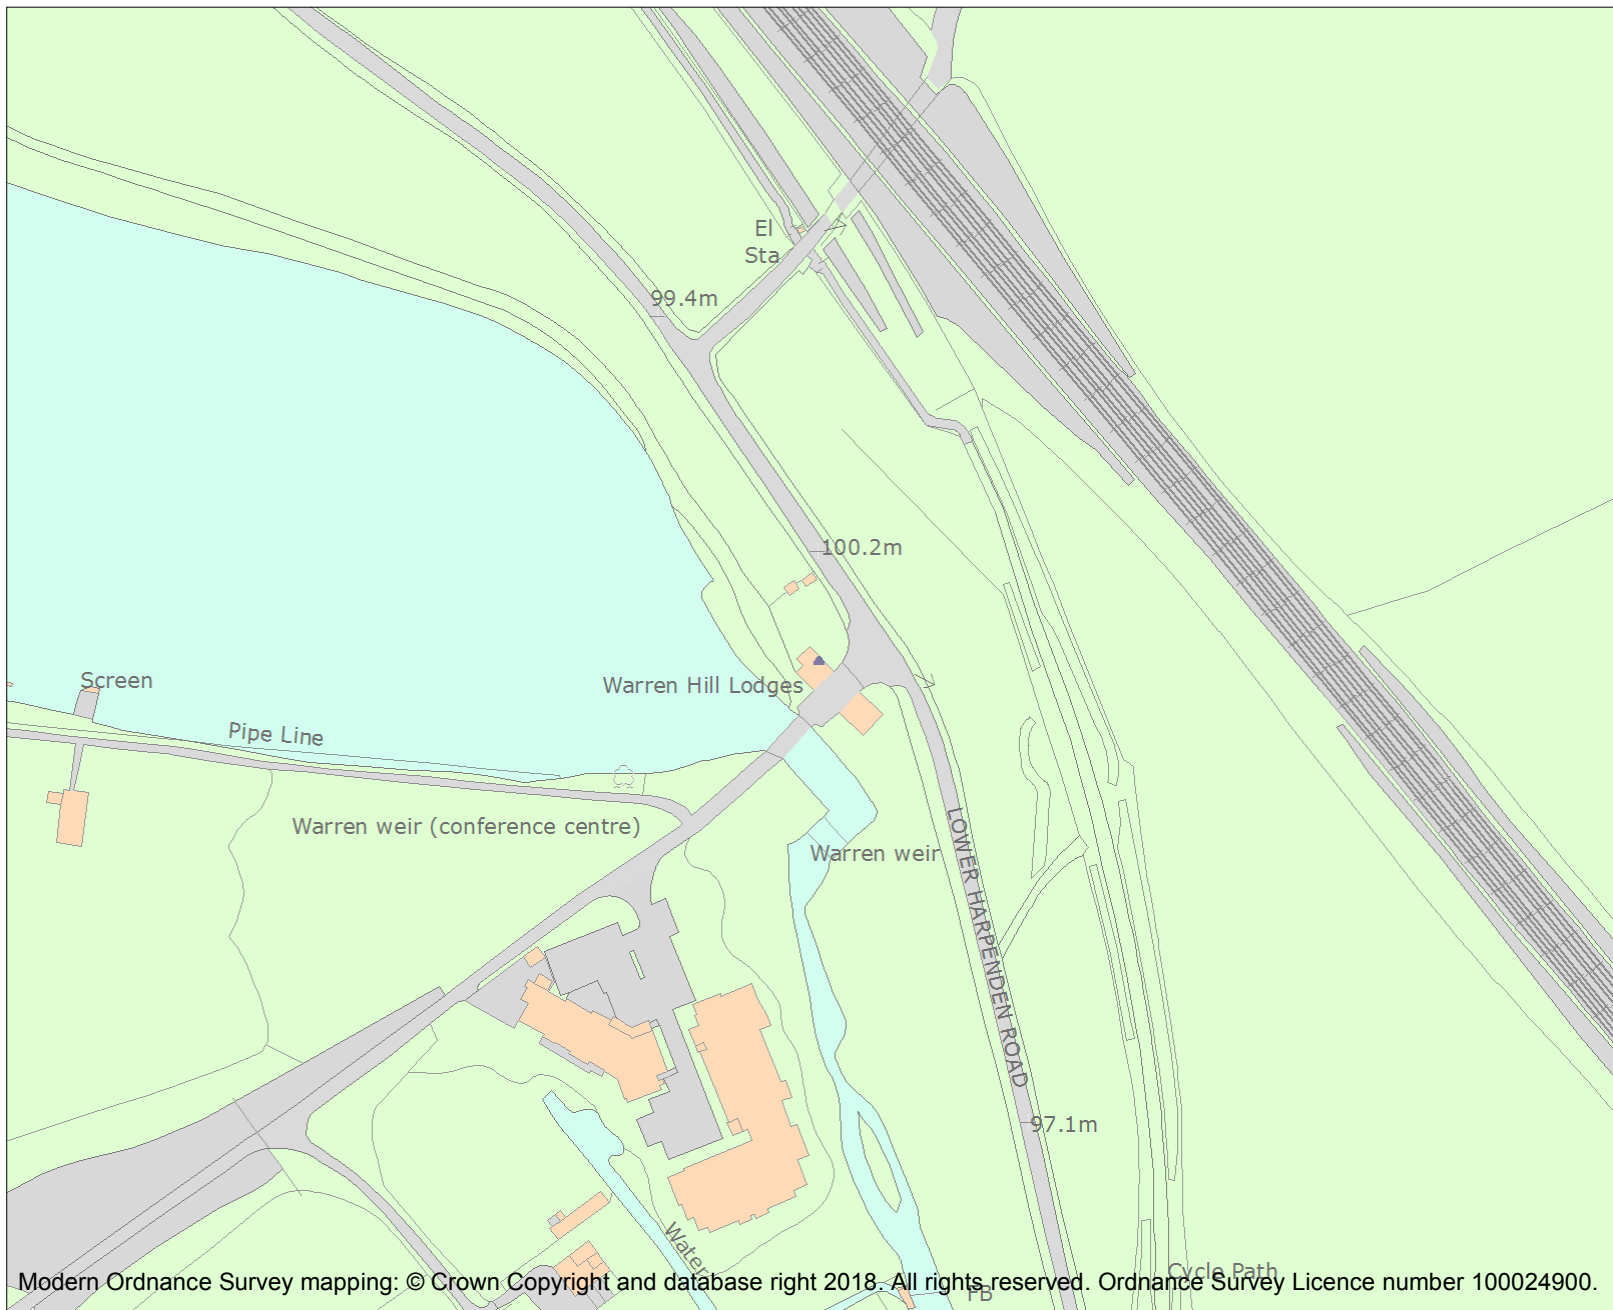 El
Sta
99.4m
100.2m
Screen
Warren Hill Lodges
Pipe Line
Warren weir (conference centre)
Warren weir
LOWER HARPENDEN ROAD
97.1m
Water
Cycle Path
FB
Modern Ordnance Survey mapping: © Crown Copyright and database right 2018. All rights reserved. Ordnance Survey Licence number 100024900.